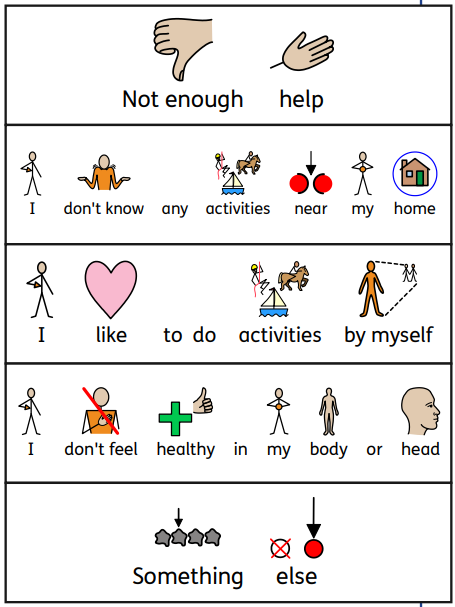 Not enough help
I don't know any activities near my home
I like to do activities by myself
I don't feel healthy in my body or head
Something else